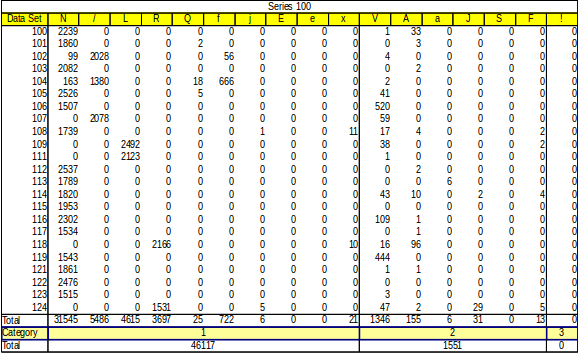 Series 100
Data Set N / L R Q f j E e x V A a J S F !
100 2239 0 0 0 0 0 0 0 0 0 1 33 0 0 0 0 0
101 1860 0 0 0 2 0 0 0 0 0 0 3 0 0 0 0 0
102 99 2028 0 0 0 56 0 0 0 0 4 0 0 0 0 0 0
103 2082 0 0 0 0 0 0 0 0 0 0 2 0 0 0 0 0
104 163 1380 0 0 18 666 0 0 0 0 2 0 0 0 0 0 0
105 2526 0 0 0 5 0 0 0 0 0 41 0 0 0 0 0 0
106 1507 0 0 0 0 0 0 0 0 0 520 0 0 0 0 0 0
107 0 2078 0 0 0 0 0 0 0 0 59 0 0 0 0 0 0
108 1739 0 0 0 0 0 1 0 0 11 17 4 0 0 0 2 0
109 0 0 2492 0 0 0 0 0 0 0 38 0 0 0 0 2 0
111 0 0 2123 0 0 0 0 0 0 0 1 0 0 0 0 0 0
112 2537 0 0 0 0 0 0 0 0 0 0 2 0 0 0 0 0
113 1789 0 0 0 0 0 0 0 0 0 0 0 6 0 0 0 0
114 1820 0 0 0 0 0 0 0 0 0 43 10 0 2 0 4 0
115 1953 0 0 0 0 0 0 0 0 0 0 0 0 0 0 0 0
116 2302 0 0 0 0 0 0 0 0 0 109 1 0 0 0 0 0
117 1534 0 0 0 0 0 0 0 0 0 0 1 0 0 0 0 0
118 0 0 0 2166 0 0 0 0 0 10 16 96 0 0 0 0 0
119 1543 0 0 0 0 0 0 0 0 0 444 0 0 0 0 0 0
121 1861 0 0 0 0 0 0 0 0 0 1 1 0 0 0 0 0
122 2476 0 0 0 0 0 0 0 0 0 0 0 0 0 0 0 0
123 1515 0 0 0 0 0 0 0 0 0 3 0 0 0 0 0 0
124 0 0 0 1531 0 0 5 0 0 0 47 2 0 29 0 5 0
Total 31545 5486 4615 3697 25 722 6 0 0 21 1346 155 6 31 0 13 0
Category 1 2 3
Total 46117 1551 0